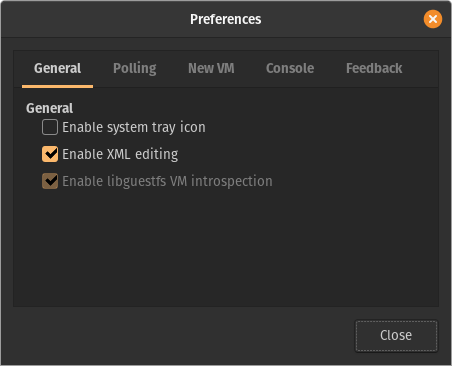 Preferences
General
Polling
New VM
Console
Feedback
General
Enable system tray icon
Enable XML editing
Enable libguestfs VM introspection
Close